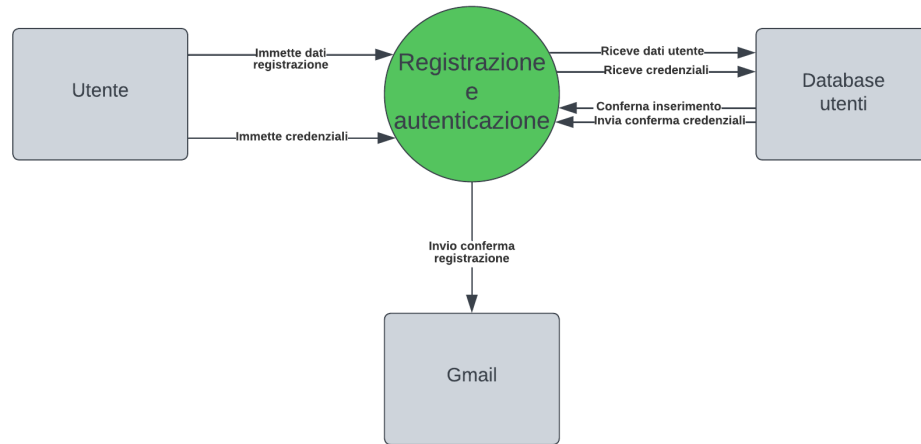 Utente
Immette dati
registrazione
Immette credenziali
Registrazione
e
autenticazione
Riceve dati utente
Riceve credenziali
Conferna inserimento
Invia conferma credenziali
Database
utenti
Invio conferma
registrazione
Gmail